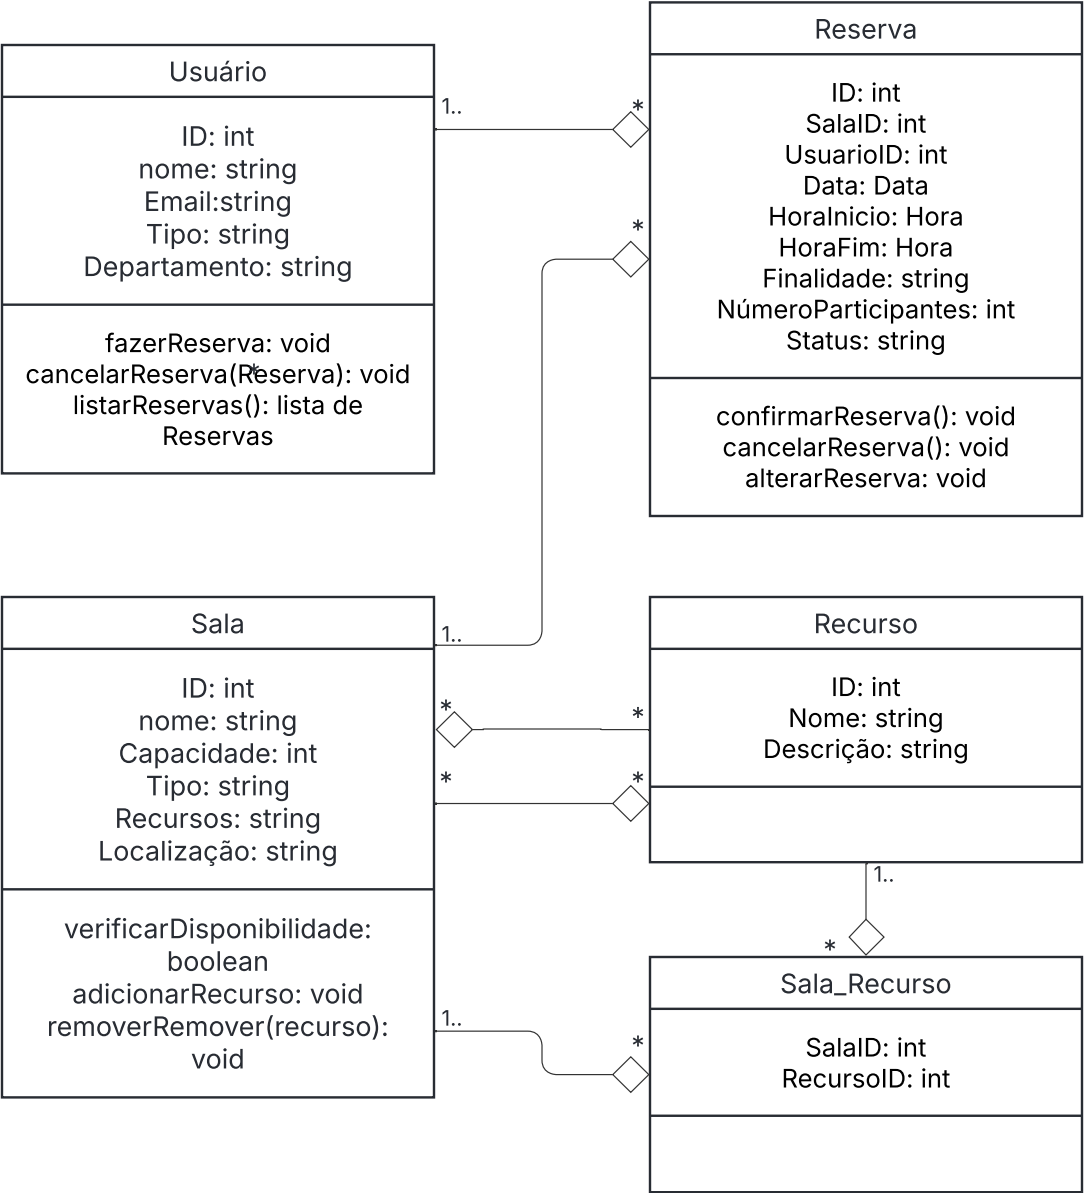 Usuário
ID: int
nome: string
Email:string
Tipo: string
Departamento: string
fazerReserva: void
cancelarReserva(Reserva): void
*
listarReservas(): lista de
Reservas
1..
*
Reserva
ID: int
SalaID: int
UsuarioID: int
Data: Data
HoraInicio: Hora
HoraFim: Hora
Finalidade: string
NúmeroParticipantes: int
Status: string
confirmarReserva(): void
cancelarReserva(): void
alterarReserva: void
*
1..
Sala
ID: int
nome: string
Capacidade: int
Tipo: string
Recursos: string
Localização: string
verificarDisponibilidade:
boolean
adicionarRecurso: void
removerRemover(recurso):
void
*
*
*
*
Recurso
ID: int
Nome: string
Descrição: string
1..
*
1..
*
Sala_Recurso
SalaID: int
RecursoID: int